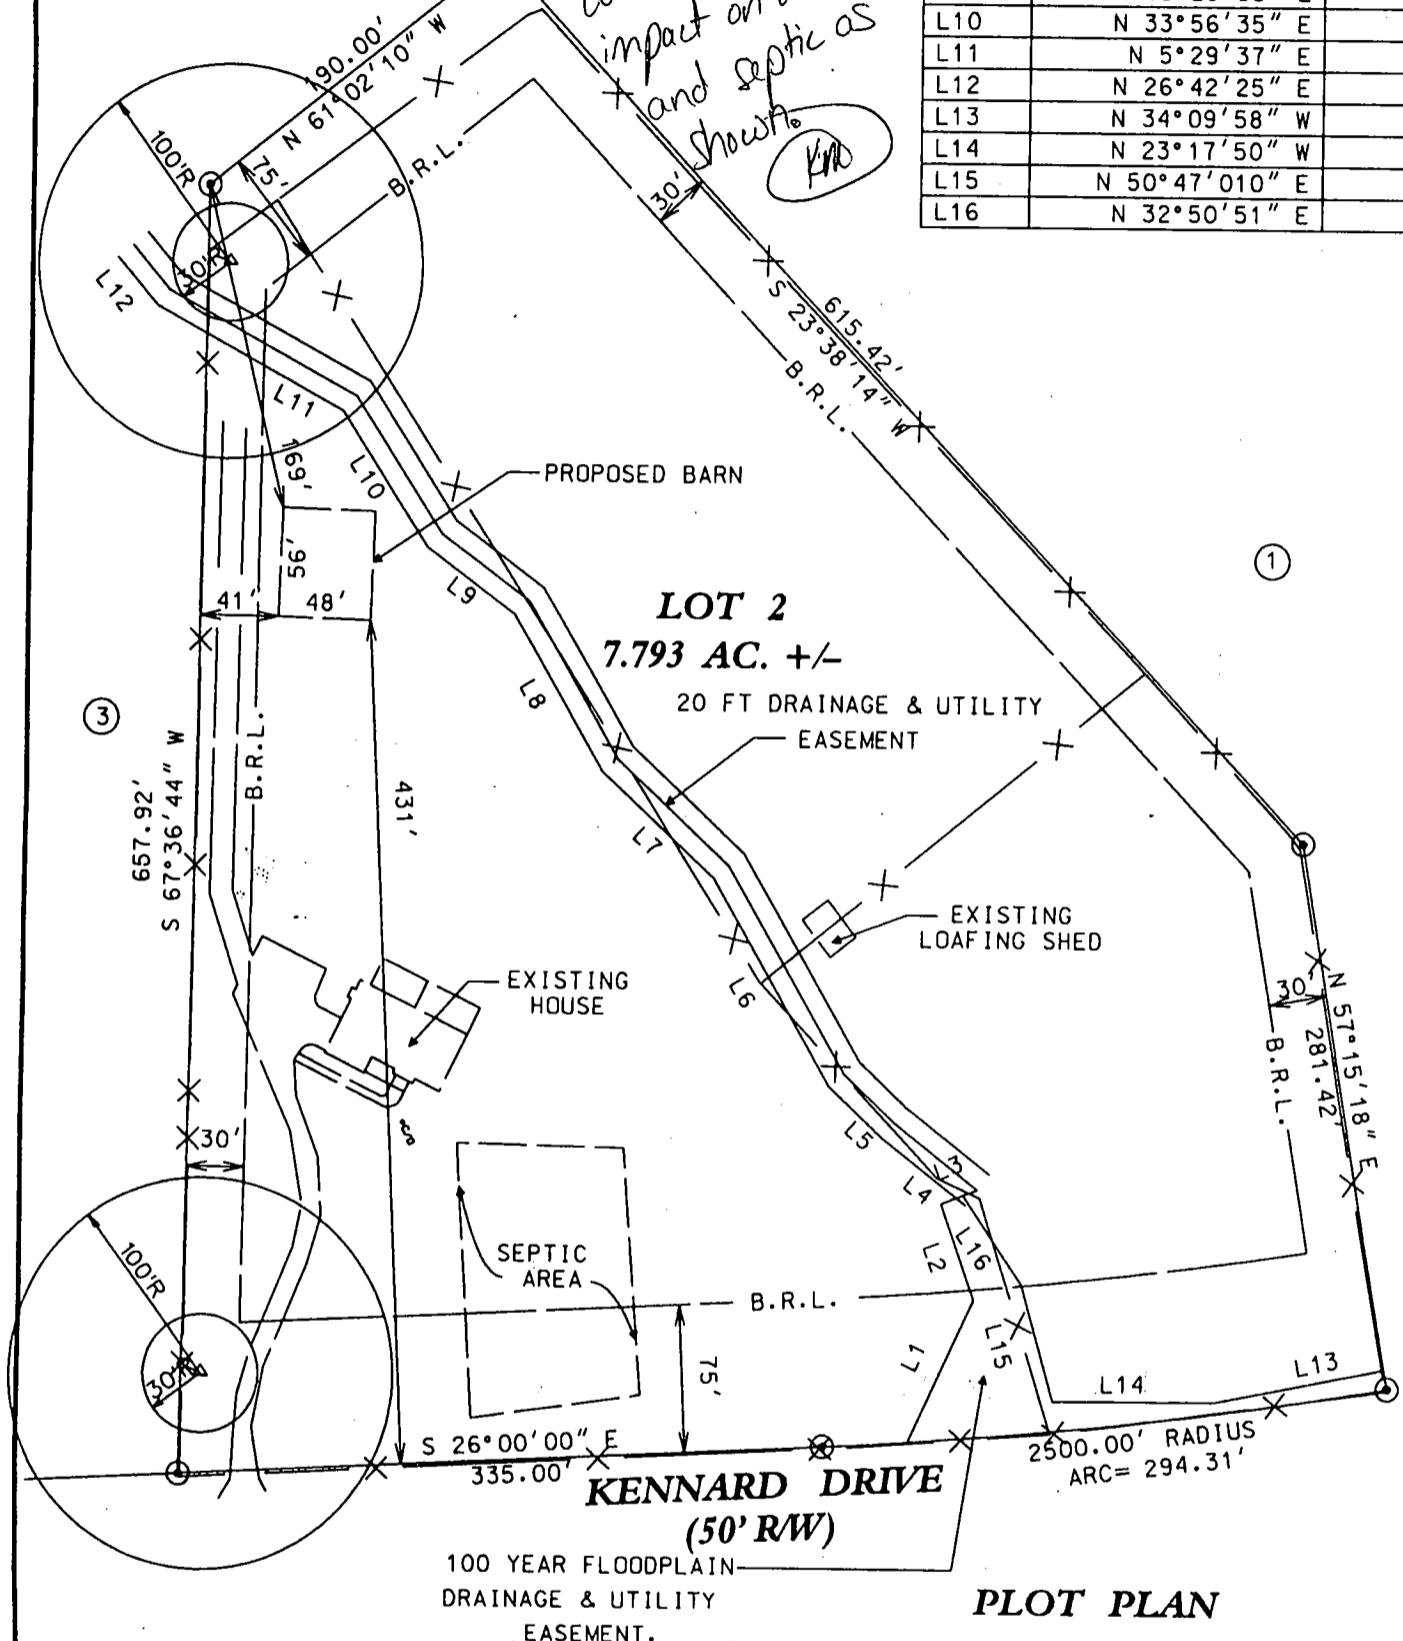 impact on
and septic as
shown.
L10 N 33°56'35" E
L11 N 5°29'37" E
L12 N 26°42'25" E
L13 N 34°09'58" W
L14 N 23°17'50" W
L15 N 50°47'010" E
L16 N 32°50'51" E
190.00'
N 61°02'10" W
100'R
75'
B.R.L.
30'
30'R
L12
L11
615.42'
S 23°38'14" W
B.R.L.
L10
169'
PROPOSED BARN
56'
41'
48'
L9
①
LOT 2
7.793 AC. +/-
L8
20 FT DRAINAGE & UTILITY
EASEMENT
③
657.92'
S 67°36'44" W
B.R.L.
431'
L7
EXISTING
LOAFING SHED
EXISTING
HOUSE
L6
30'
N 57°15'18" E
281.42'
B.R.L.
30'
L5
L3
L4
L2
L16
100'R
SEPTIC
AREA
B.R.L.
L1
L15
75'
30'R
L14
L13
S 26°00'00" E
335.00'
2500.00' RADIUS
ARC= 294.31'
KENNARD DRIVE
(50' R/W)
100 YEAR FLOODPLAIN
DRAINAGE & UTILITY
EASEMENT.
PLOT PLAN